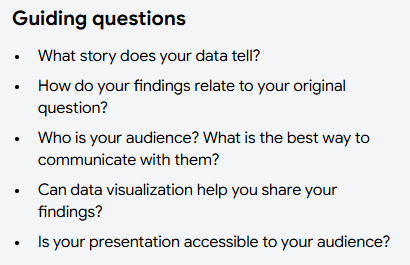 Guiding questions
• What story does your data tell?
• How do your findings relate to your original
question?
• Who is your audience? What is the best way to
communicate with them?
• Can data visualization help you share your
findings?
• Is your presentation accessible to your audience?